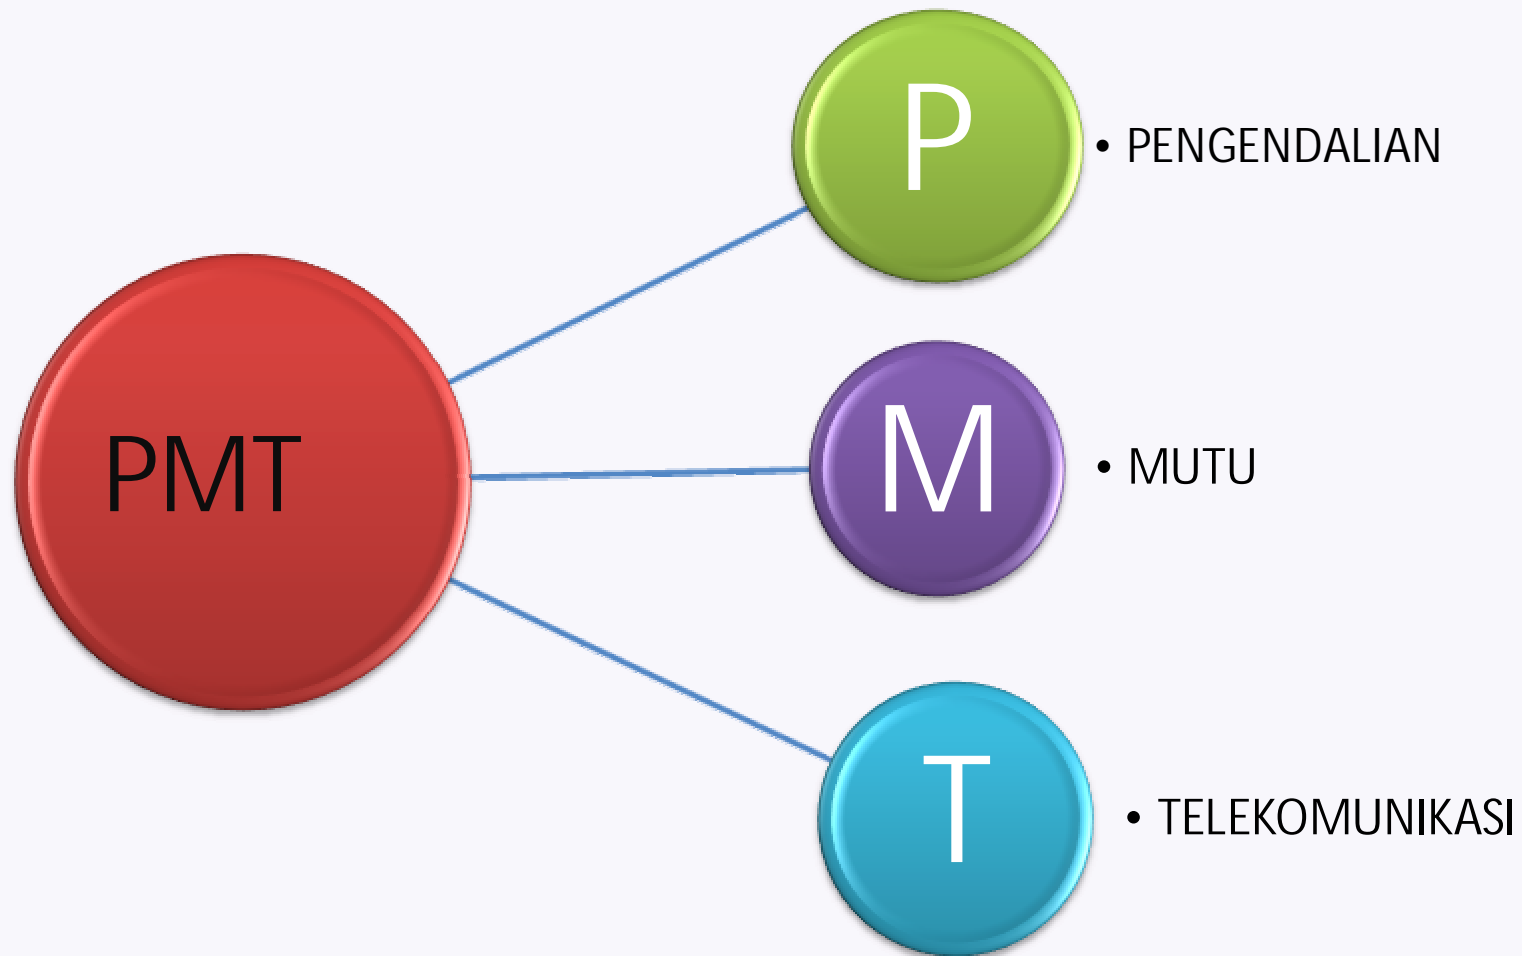 PMT
P
• PENGENDALIAN
M
• MUTU
T
• TELEKOMUNIKASI